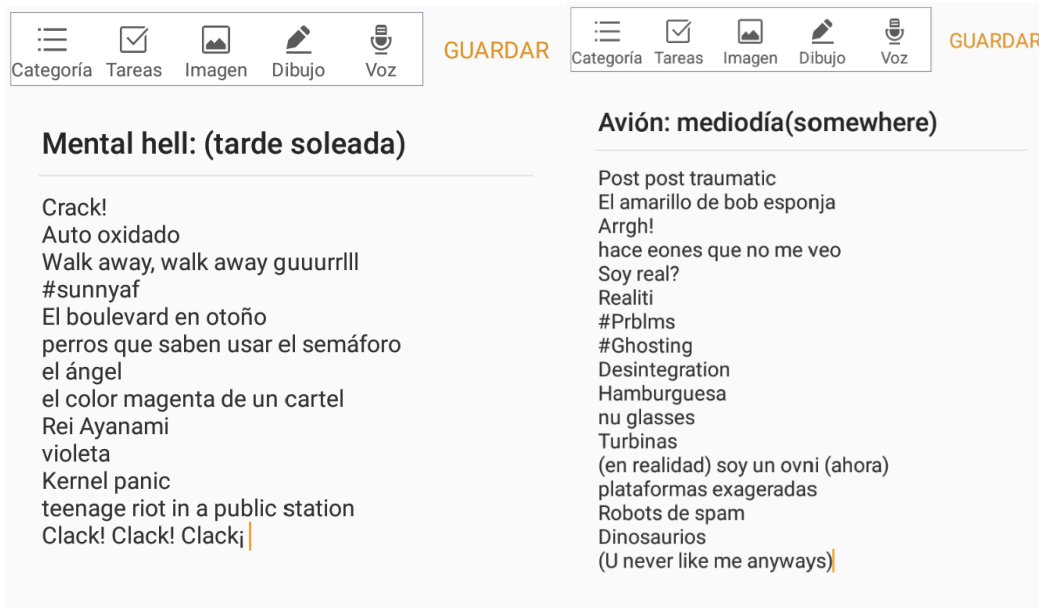 Categoría Tareas Imagen Dibujo Voz
GUARDAR
Mental hell: (tarde soleada)
Crack!
Auto oxidado
Walk away, walk away guuurrlll
#sunnyaf
El boulevard en otoño
perros que saben usar el semáforo
el ángel
el color magenta de un cartel
Rei Ayanami
violeta
Kernel panic
teenage riot in a public station
Clack! Clack! Clack¡
Categoría Tareas Imagen Dibujo Voz
GUARDAR
Avión: mediodía(somewhere)
Post post traumatic
El amarillo de bob esponja
Arrgh!
hace eones que no me veo
Soy real?
Realiti
#Prblms
#Ghosting
Desintegration
Hamburguesa
nu glasses
Turbinas
(en realidad) soy un ovni (ahora)
plataformas exageradas
Robots de spam
Dinosaurios
(U never like me anyways)